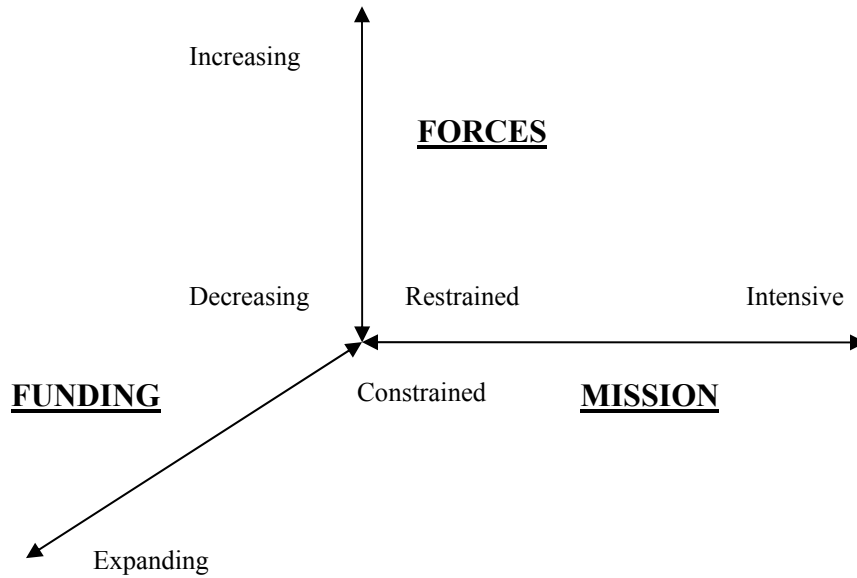 Increasing
FORCES
Decreasing
Restrained
Intensive
FUNDING
Constrained
MISSION
Expanding